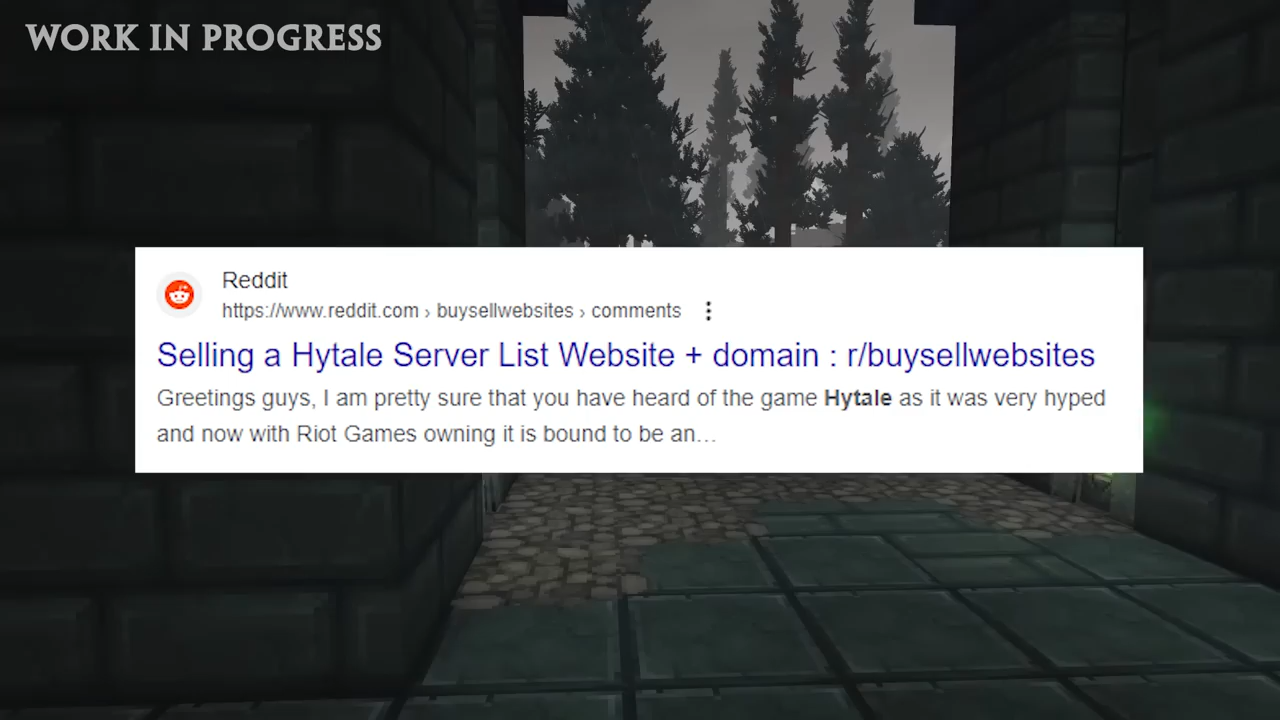 WORK IN PROGRESS
Reddit
https://www.reddit.com › buysellwebsites › comments
Selling a Hytale Server List Website + domain : r/buysellwebsites
Greetings guys, I am pretty sure that you have heard of the game Hytale as it was very hyped
and now with Riot Games owning it is bound to be an...